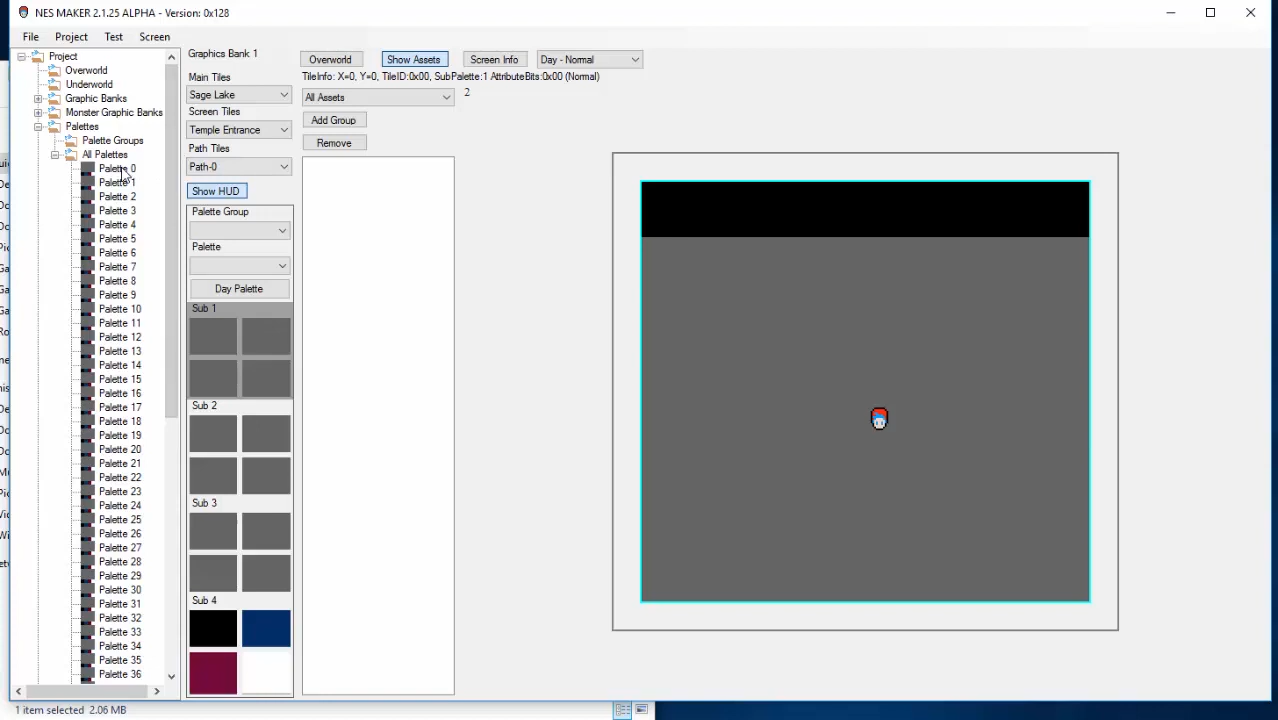 NES MAKER 2.1.25 ALPHA - Version: 0x128
File Project Test Screen
Project
Overworld
Underworld
Graphic Banks
Monster Graphic Banks
Palettes
Palette Groups
All Palettes
Palette 0
Palette 1
Palette 2
Palette 3
Palette 4
Palette 5
Palette 6
Palette 7
Palette 8
Palette 9
Palette 10
Palette 11
Palette 12
Palette 13
Palette 14
Palette 15
Palette 16
Palette 17
Palette 18
Palette 19
Palette 20
Palette 21
Palette 22
Palette 23
Palette 24
Palette 25
Palette 26
Palette 27
Palette 28
Palette 29
Palette 30
Palette 31
Palette 32
Palette 33
Palette 34
Palette 35
Palette 36
Graphics Bank 1
Main Tiles
Sage Lake
Screen Tiles
Temple Entrance
Path Tiles
Path-0
Show HUD
Palette Group
Palette
Day Palette
Sub 1
Sub 2
Sub 3
Sub 4
Overworld Show Assets Screen Info Day - Normal
TileInfo: X=0, Y=0, TileID:0x00, SubPalette:1 AttributeBits:0x00 (Normal)
All Assets
2
Add Group
Remove
1 item selected 2.06 MB